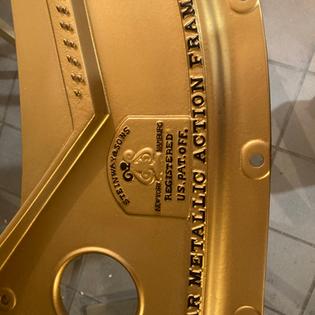 STEINWAY & SONS
NEW YORK HAMBURG
REGISTERED
U.S. PAT. OFF.
AR METALLIC ACTION FRAM